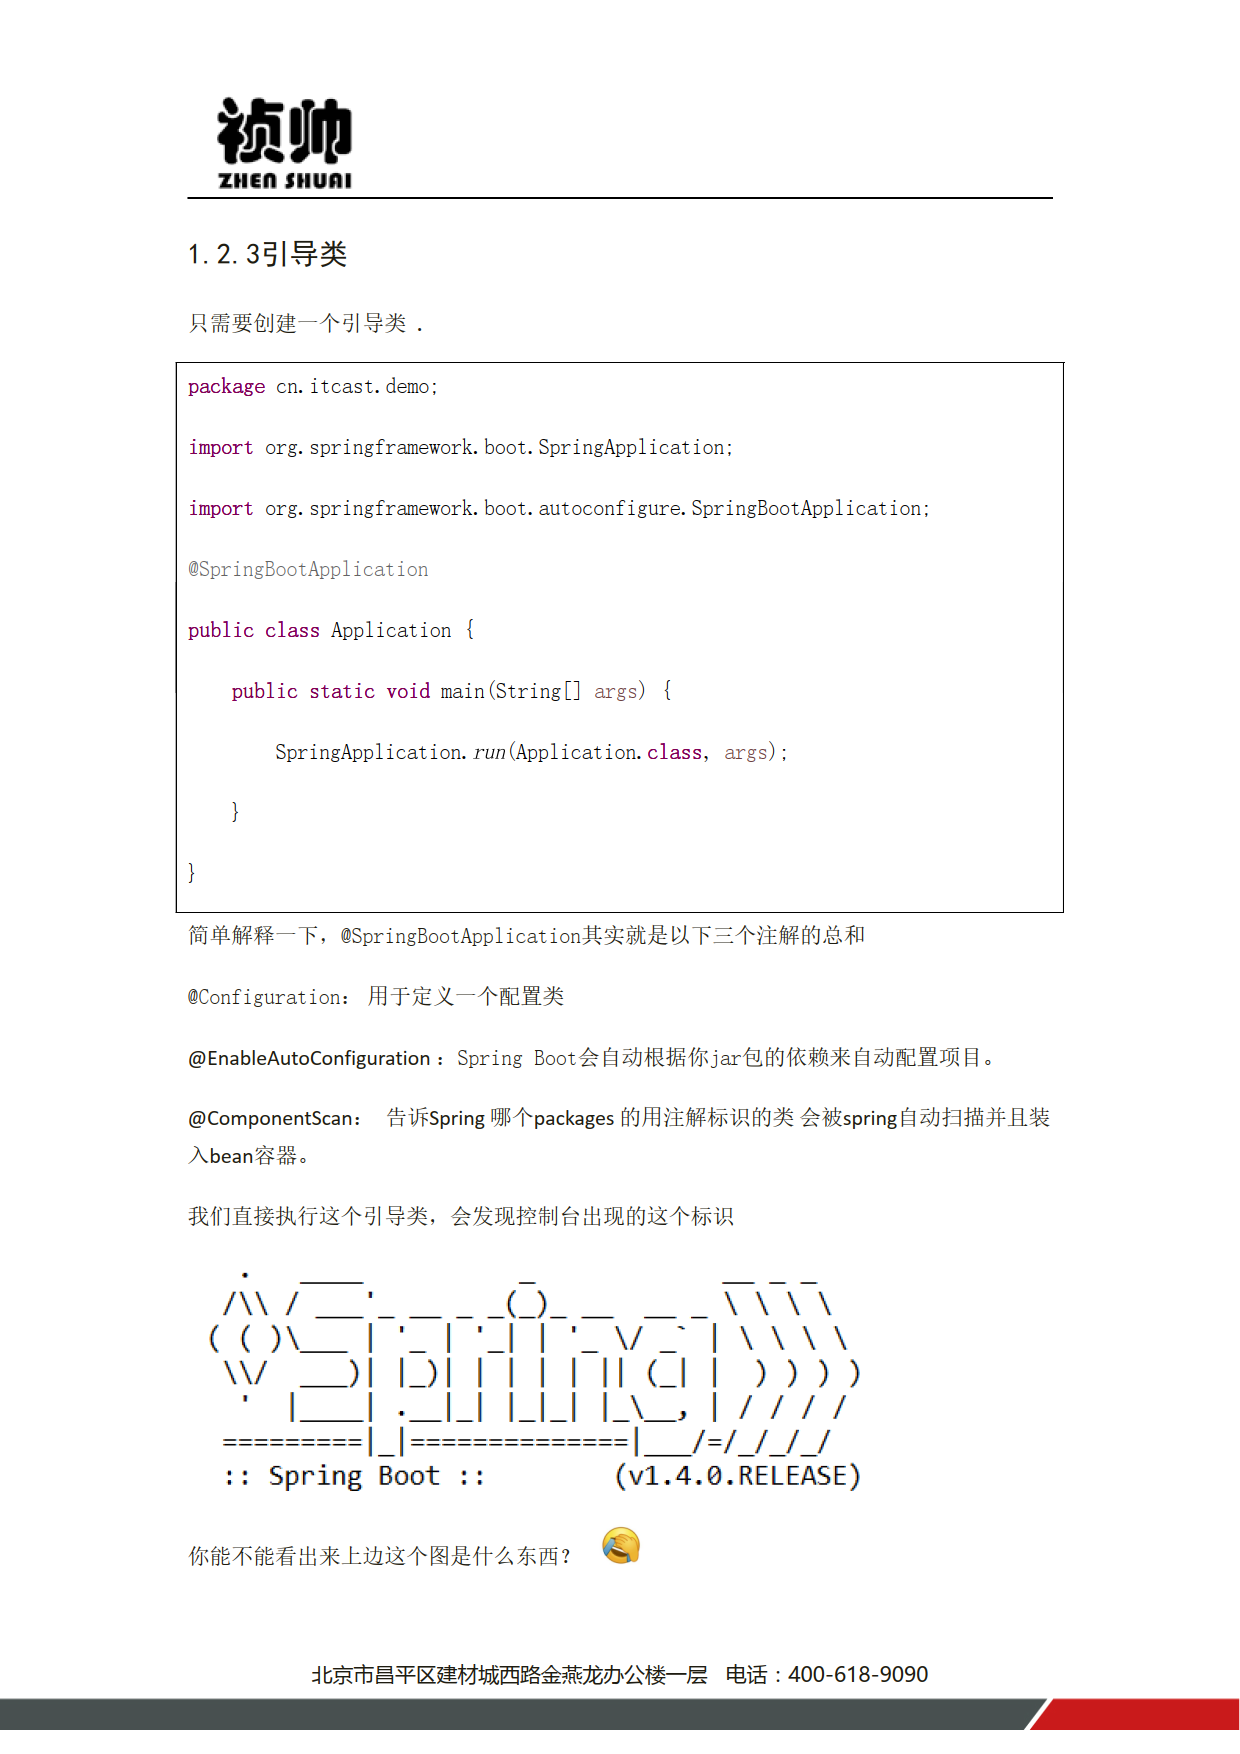 祯帅
ZHEN SHUAI
1.2.3引导类
只需要创建一个引导类 .
package cn.itcast.demo;
import org.springframework.boot.SpringApplication;
import org.springframework.boot.autoconfigure.SpringBootApplication;
@SpringBootApplication
public class Application {
    public static void main(String[] args) {
        SpringApplication.run(Application.class, args);
    }
}
简单解释一下，@SpringBootApplication其实就是以下三个注解的总和
@Configuration： 用于定义一个配置类
@EnableAutoConfiguration ：Spring Boot会自动根据你jar包的依赖来自动配置项目。
@ComponentScan： 告诉Spring 哪个packages 的用注解标识的类 会被spring自动扫描并且装
入bean容器。
我们直接执行这个引导类，会发现控制台出现的这个标识
  .   ____          _            __ _ _
 /\\ / ___'_ __ _ _(_)_ __  __ _ \ \ \ \
( ( )\___ | '_ | '_| | '_ \/ _` | \ \ \ \
 \\/  ___)| |_)| | | | | || (_| |  ) ) ) )
  '  |____| .__|_| |_|_| |_\__, | / / / /
 =========|_|==============|___/=/_/_/_/
 :: Spring Boot ::        (v1.4.0.RELEASE)
你能不能看出来上边这个图是什么东西？ 🤣
北京市昌平区建材城西路金燕龙办公楼一层 电话：400-618-9090